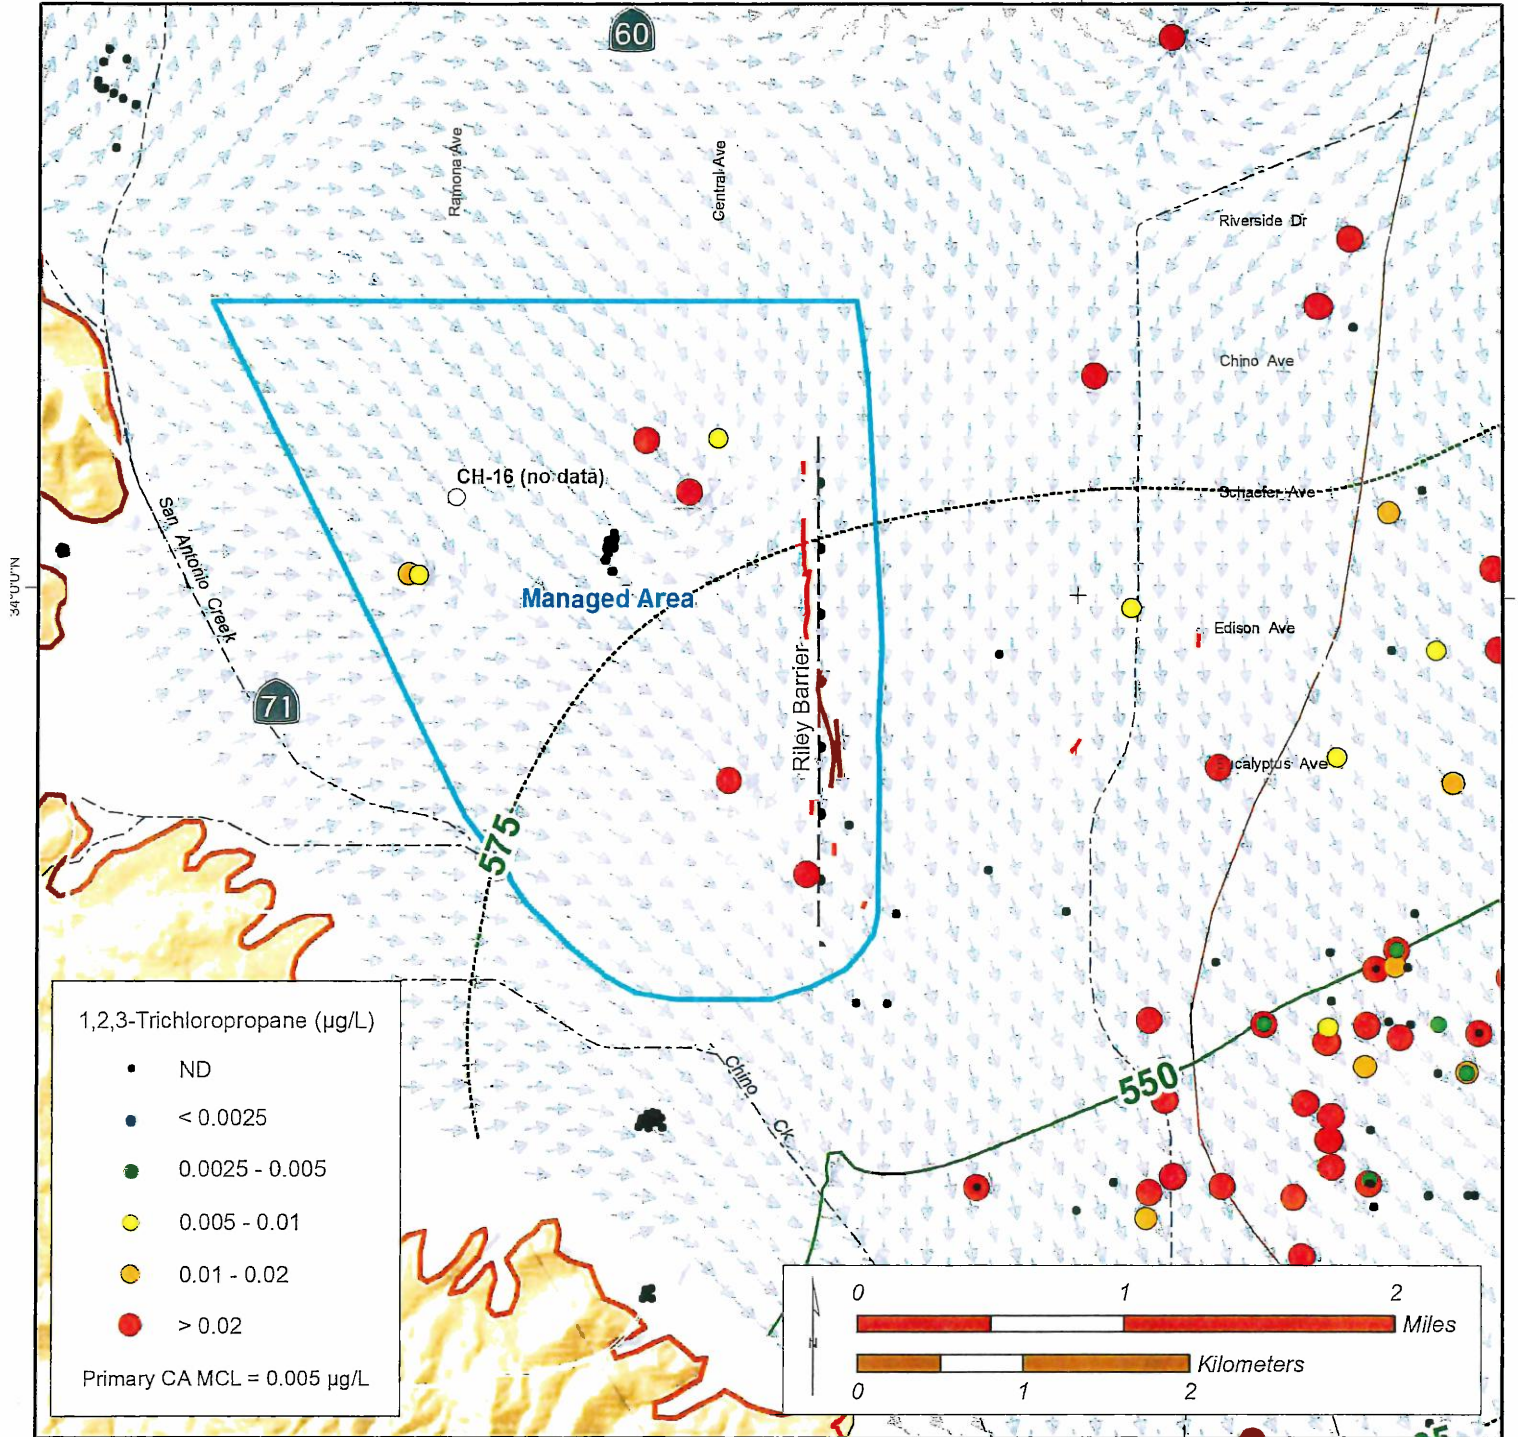 60
Ramona Ave
Central Ave
Riverside Dr
Chino Ave
CH-16 (no data)
Schaefer Ave
San Antonio Creek
34°0'0"N
Managed Area
Edison Ave
Riley Barrier
71
Eucalyptus Ave
575
1,2,3-Trichloropropane (µg/L)
ND
< 0.0025
0.0025 - 0.005
0.005 - 0.01
0.01 - 0.02
> 0.02
Primary CA MCL = 0.005 µg/L
Chino Ck
550
N
0 1 2
Miles
Kilometers
0 1 2